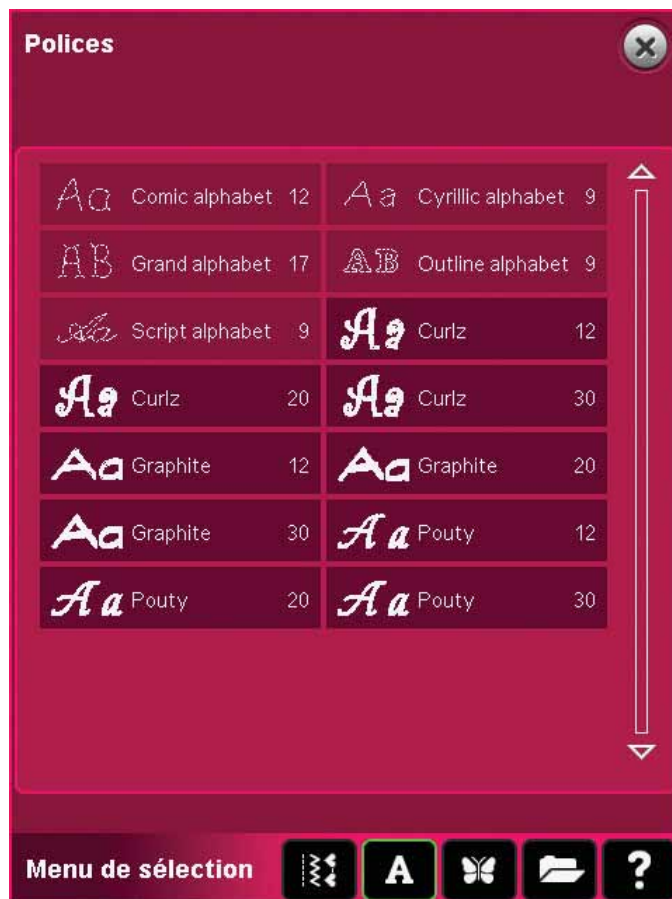 Polices
Aa Comic alphabet 12 Aa Cyrillic alphabet 9
AB Grand alphabet 17 AB Outline alphabet 9
Aa Script alphabet 9 Aa Curlz 12
Aa Curlz 20 Aa Curlz 30
Aa Graphite 12 Aa Graphite 20
Aa Graphite 30 Aa Pouty 12
Aa Pouty 20 Aa Pouty 30
Menu de sélection A ?